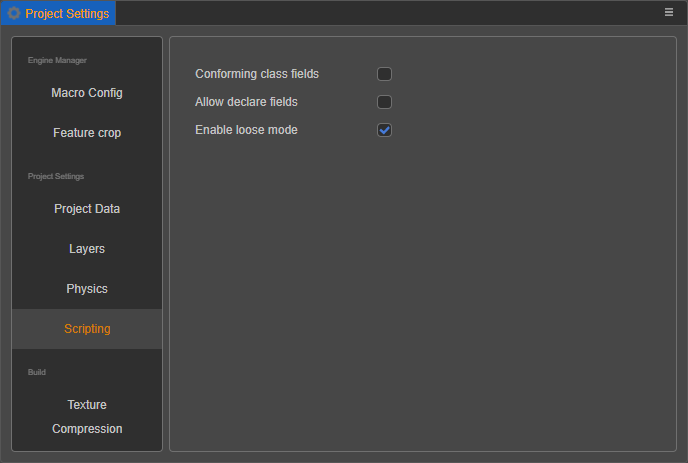 Project Settings
Engine Manager
Macro Config
Feature crop
Project Settings
Project Data
Layers
Physics
Scripting
Build
Texture
Compression
Conforming class fields
Allow declare fields
Enable loose mode